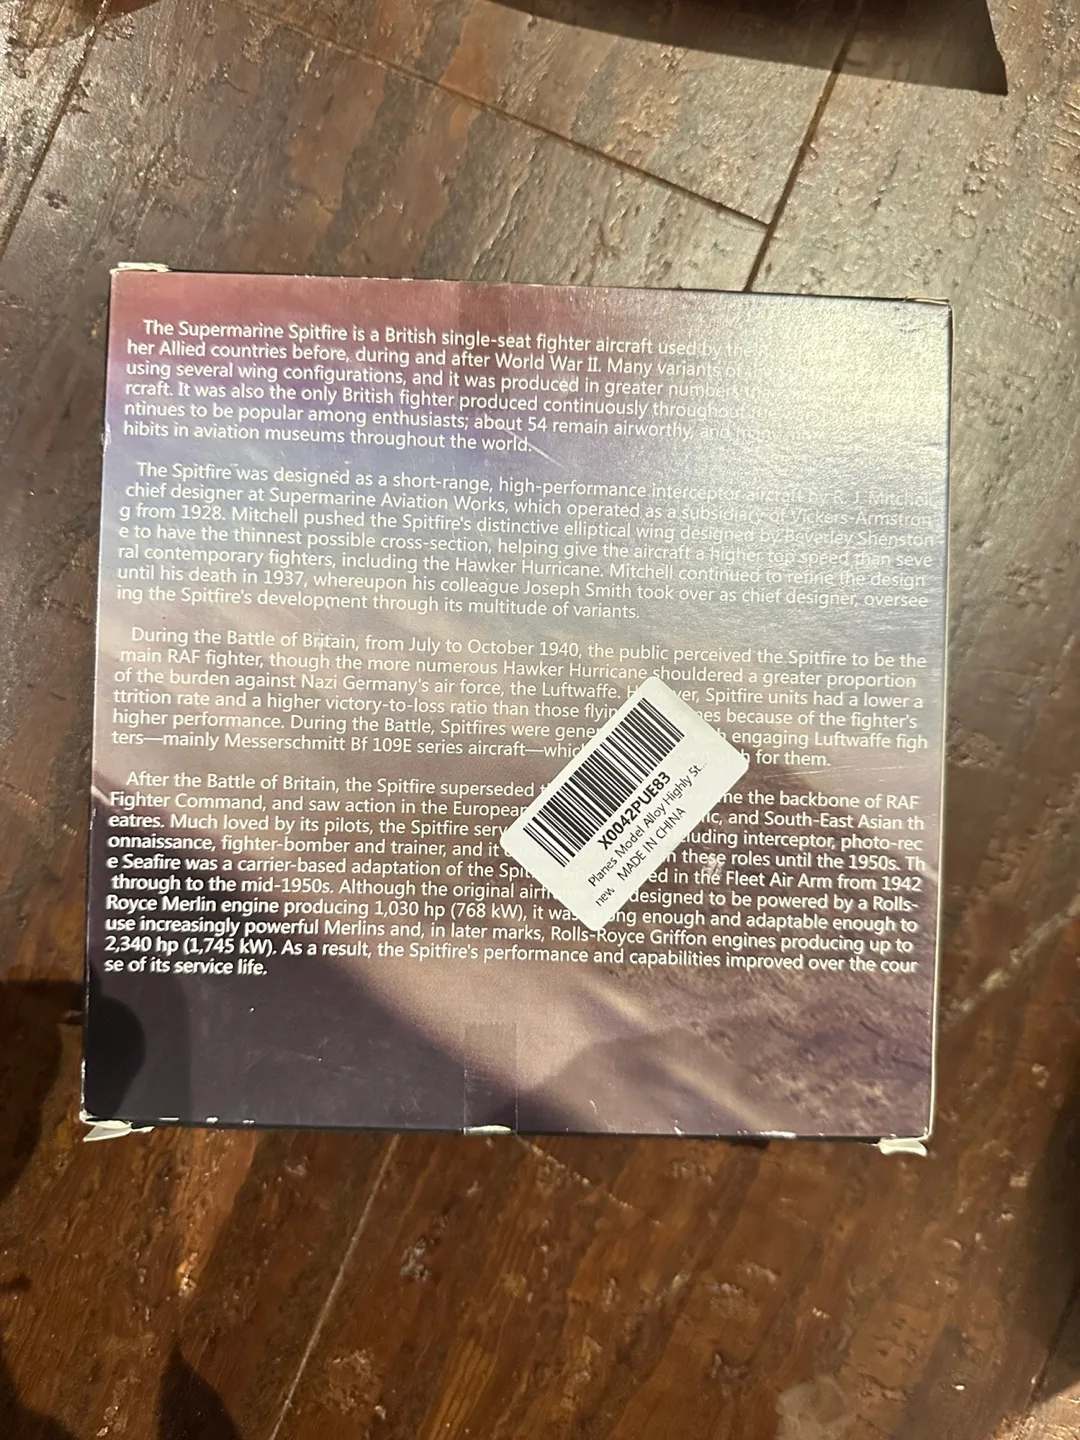 The Supermarine Spitfire is a British single-seat fighter aircraft used by the
her Allied countries before, during and after World War II. Many variants of
using several wing configurations, and it was produced in greater numbers
rcraft. It was also the only British fighter produced continuously throughout
ntinues to be popular among enthusiasts; about 54 remain airworthy, and
hibits in aviation museums throughout the world.
The Spitfire was designed as a short-range, high-performance interceptor aircraft by R. J. Mitchell,
chief designer at Supermarine Aviation Works, which operated as a subsidiary of Vickers-Armstron
g from 1928. Mitchell pushed the Spitfire's distinctive elliptical wing designed by Beverley Shenston
e to have the thinnest possible cross-section, helping give the aircraft a higher top speed than seve
ral contemporary fighters, including the Hawker Hurricane. Mitchell continued to refine the design
until his death in 1937, whereupon his colleague Joseph Smith took over as chief designer, oversee
ing the Spitfire's development through its multitude of variants.
During the Battle of Britain, from July to October 1940, the public perceived the Spitfire to be the
main RAF fighter, though the more numerous Hawker Hurricane shouldered a greater proportion
of the burden against Nazi Germany's air force, the Luftwaffe. Spitfire units had a lower a
ttrition rate and a higher victory-to-loss ratio than those because of the fighter's
higher performance. During the Battle, Spitfires were engaging Luftwaffe figh
ters—mainly Messerschmitt Bf 109E series aircraft— for them.
After the Battle of Britain, the Spitfire superseded the backbone of RAF
Fighter Command, and saw action in the European and South-East Asian th
eatres. Much loved by its pilots, the Spitfire interceptor, photo-rec
onnaissance, fighter-bomber and trainer, and it these roles until the 1950s. Th
e Seafire was a carrier-based adaptation of the in the Fleet Air Arm from 1942
through to the mid-1950s. Although the original designed to be powered by a Rolls-
Royce Merlin engine producing 1,030 hp (768 kW), it was enough and adaptable enough to
use increasingly powerful Merlins and, in later marks, Rolls-Royce Griffon engines producing up to
2,340 hp (1,745 kW). As a result, the Spitfire's performance and capabilities improved over the cour
se of its service life.
X0042PUE83
Planes Model Alloy Highly St...
new MADE IN CHINA